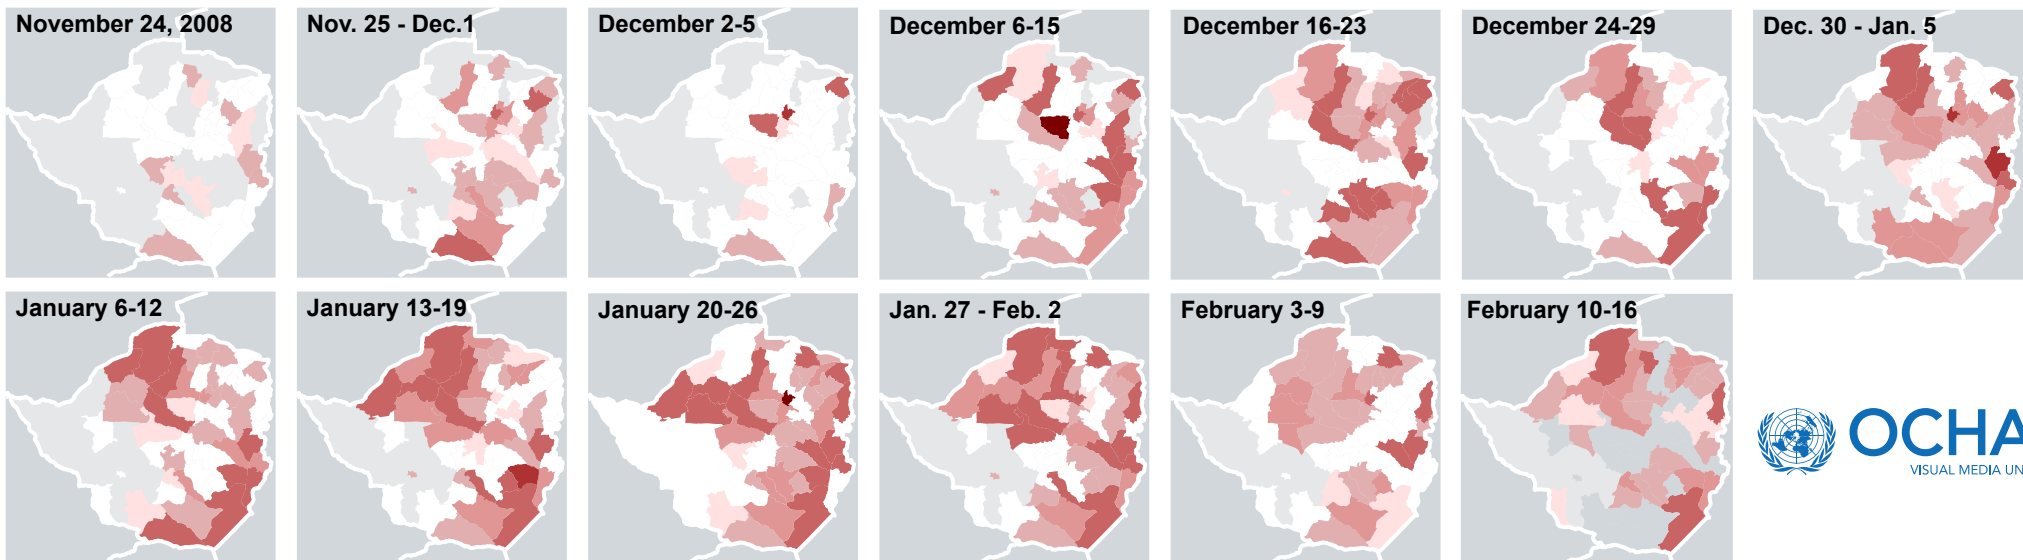 November 24, 2008
Nov. 25 - Dec.1
December 2-5
December 6-15
December 16-23
December 24-29
Dec. 30 - Jan. 5
January 6-12
January 13-19
January 20-26
Jan. 27 - Feb. 2
February 3-9
February 10-16
OCHA
VISUAL MEDIA UN